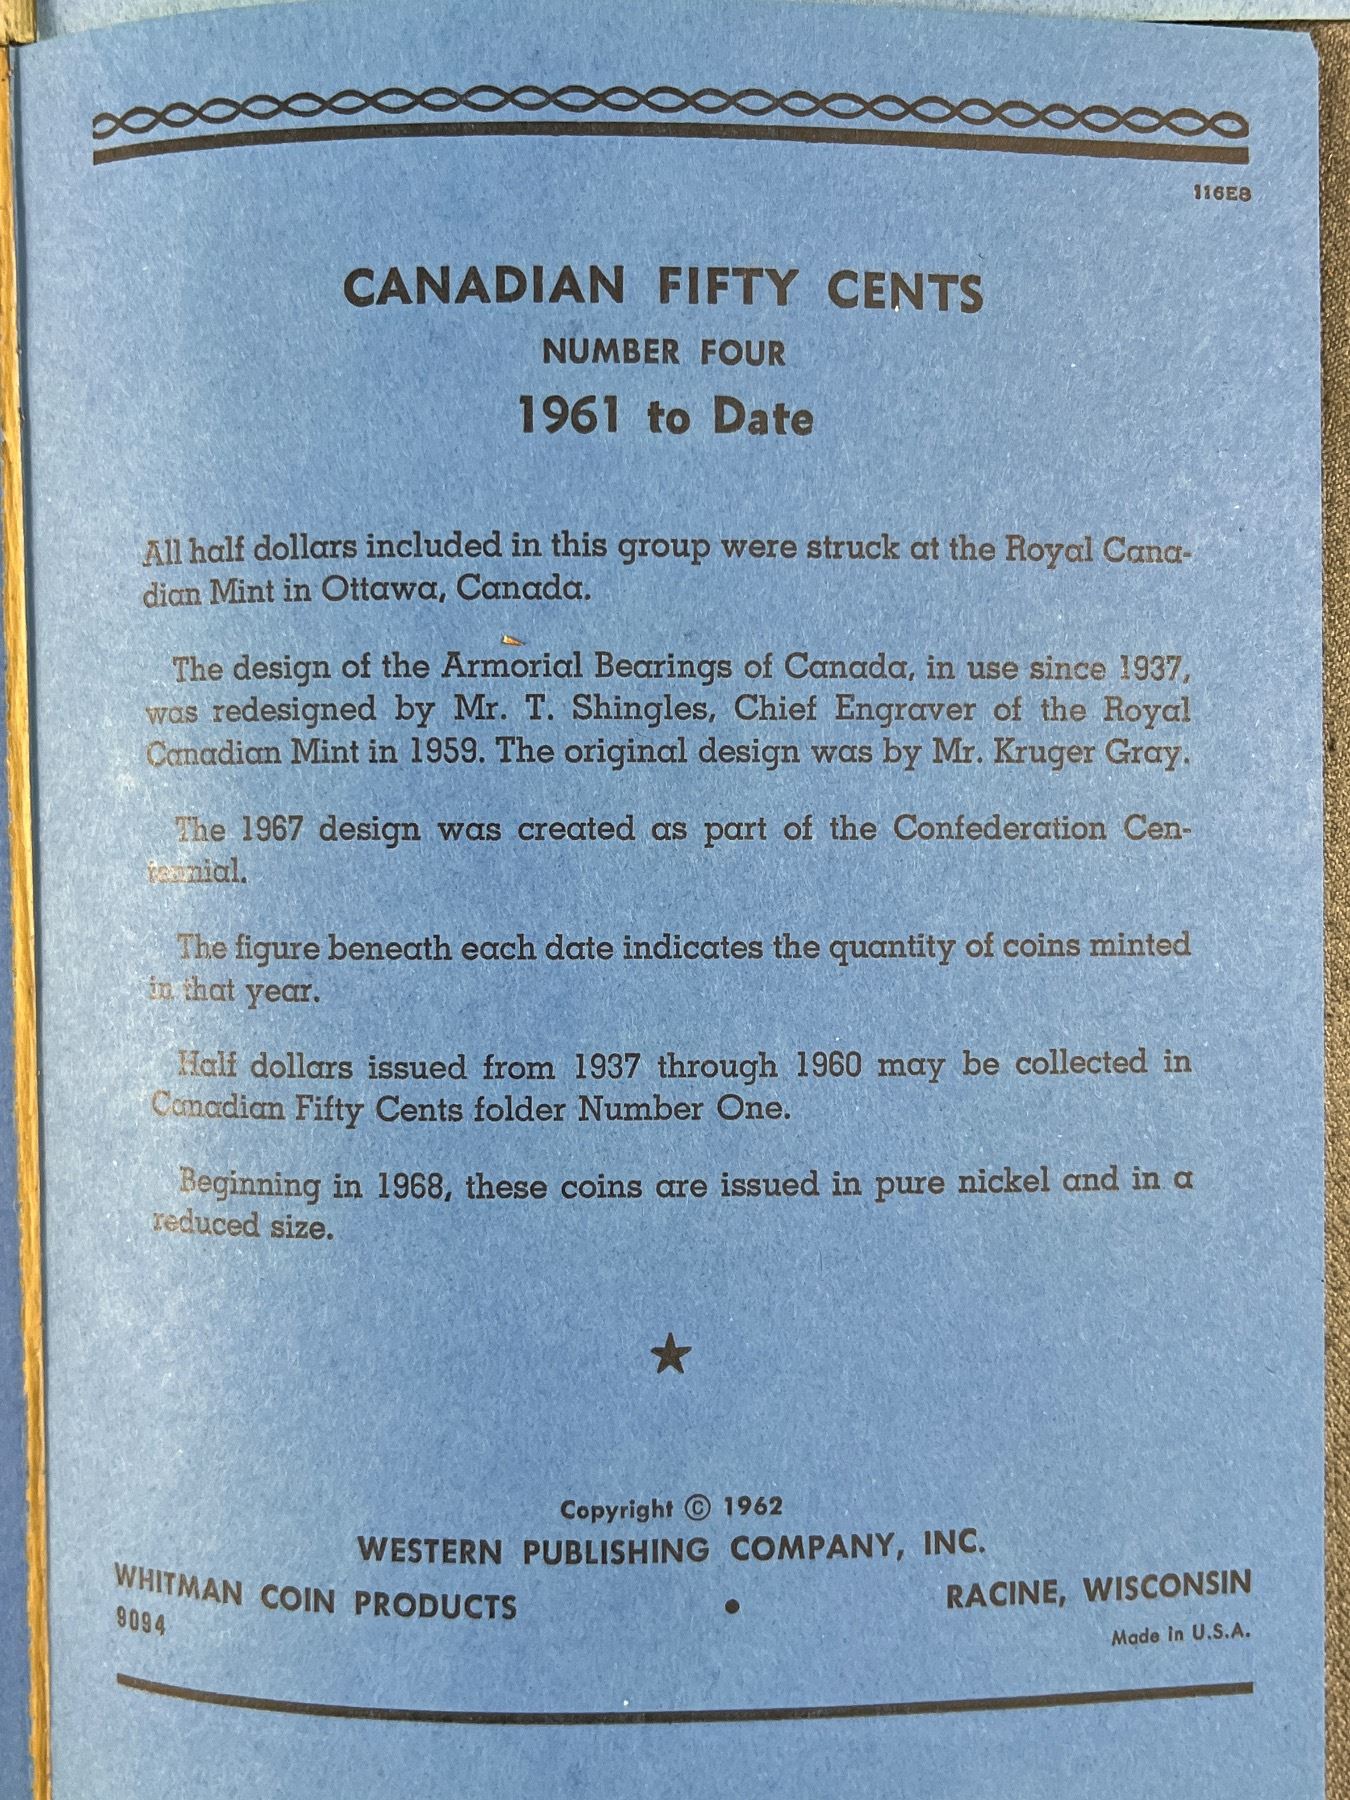 116E8
CANADIAN FIFTY CENTS
NUMBER FOUR
1961 to Date
All half dollars included in this group were struck at the Royal Cana-
dian Mint in Ottawa, Canada.
The design of the Armorial Bearings of Canada, in use since 1937,
was redesigned by Mr. T. Shingles, Chief Engraver of the Royal
Canadian Mint in 1959. The original design was by Mr. Kruger Gray.
The 1967 design was created as part of the Confederation Cen-
tennial.
The figure beneath each date indicates the quantity of coins minted
in that year.
Half dollars issued from 1937 through 1960 may be collected in
Canadian Fifty Cents folder Number One.
Beginning in 1968, these coins are issued in pure nickel and in a
reduced size.
Copyright © 1962
WESTERN PUBLISHING COMPANY, INC.
WHITMAN COIN PRODUCTS • RACINE, WISCONSIN
9094 Made in U.S.A.